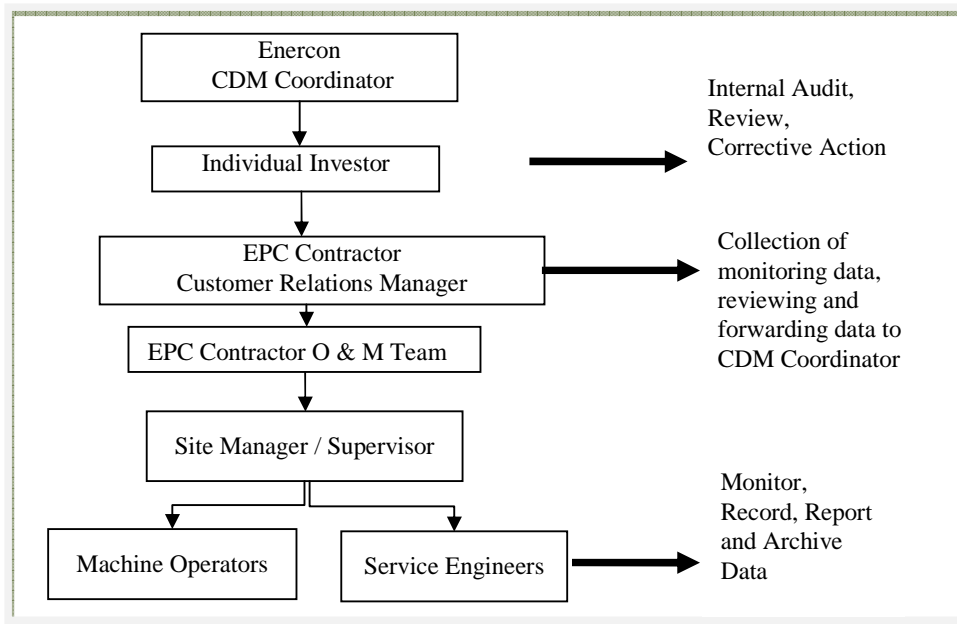 Enercon
CDM Coordinator
Internal Audit,
Review,
Corrective Action
Individual Investor
EPC Contractor
Customer Relations Manager
Collection of
monitoring data,
reviewing and
forwarding data to
CDM Coordinator
EPC Contractor O & M Team
Site Manager / Supervisor
Machine Operators
Service Engineers
Monitor,
Record, Report
and Archive
Data